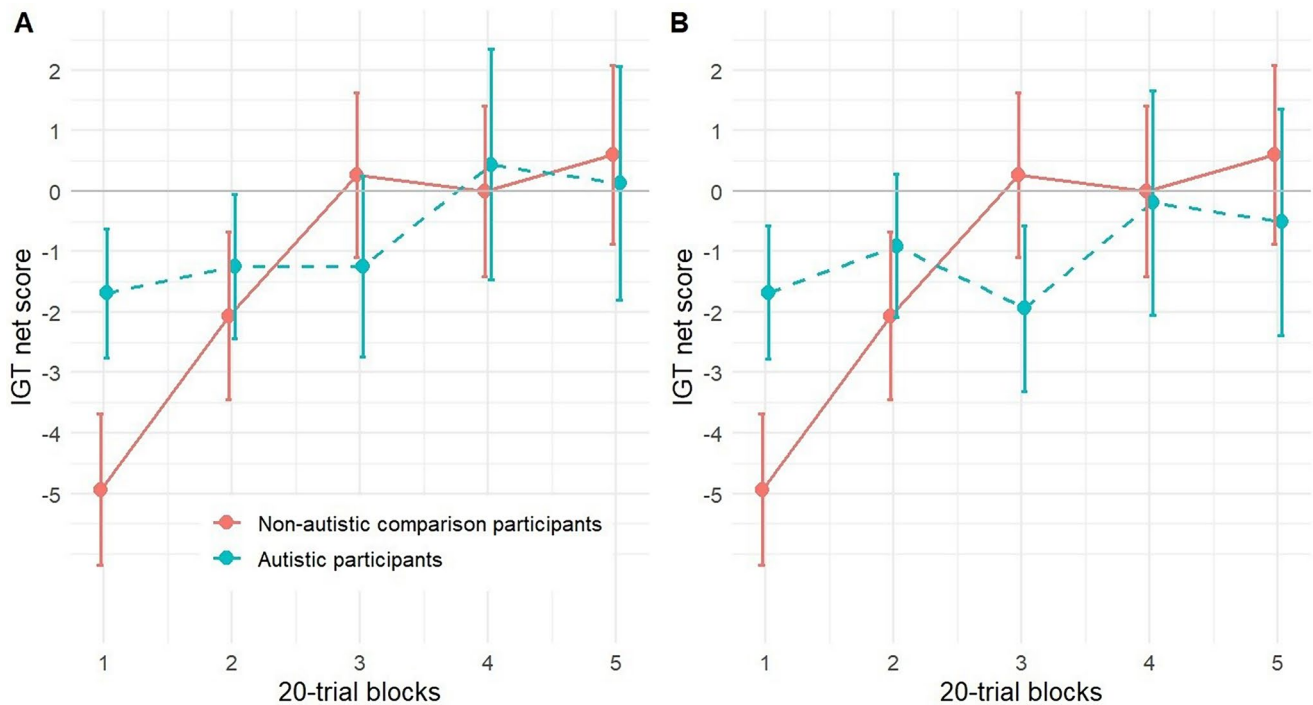 A
2
1
0
-1
-2
-3
-4
-5
IGT net score
Non-autistic comparison participants
Autistic participants
1 2 3 4 5
20-trial blocks
B
2
1
0
-1
-2
-3
-4
-5
IGT net score
1 2 3 4 5
20-trial blocks